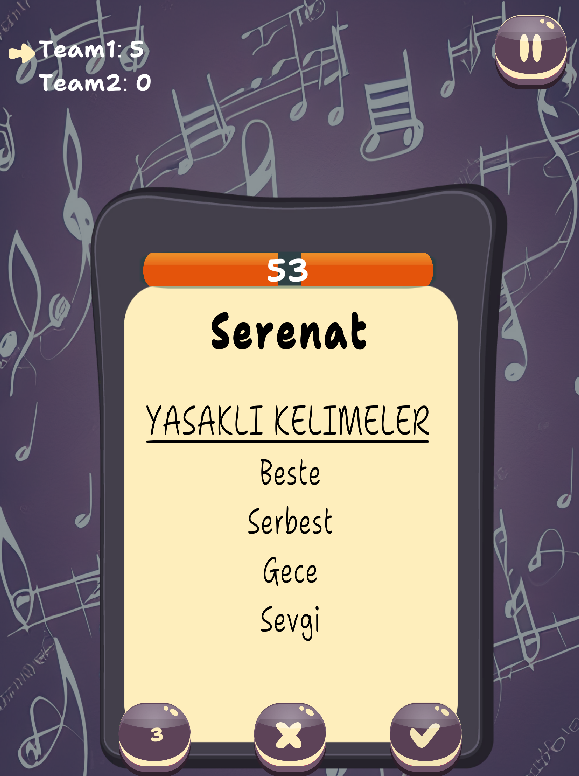 Team1: 5
Team2: 0
53
Serenat
YASAKLI KELIMELER
Beste
Serbest
Gece
Sevgi
3